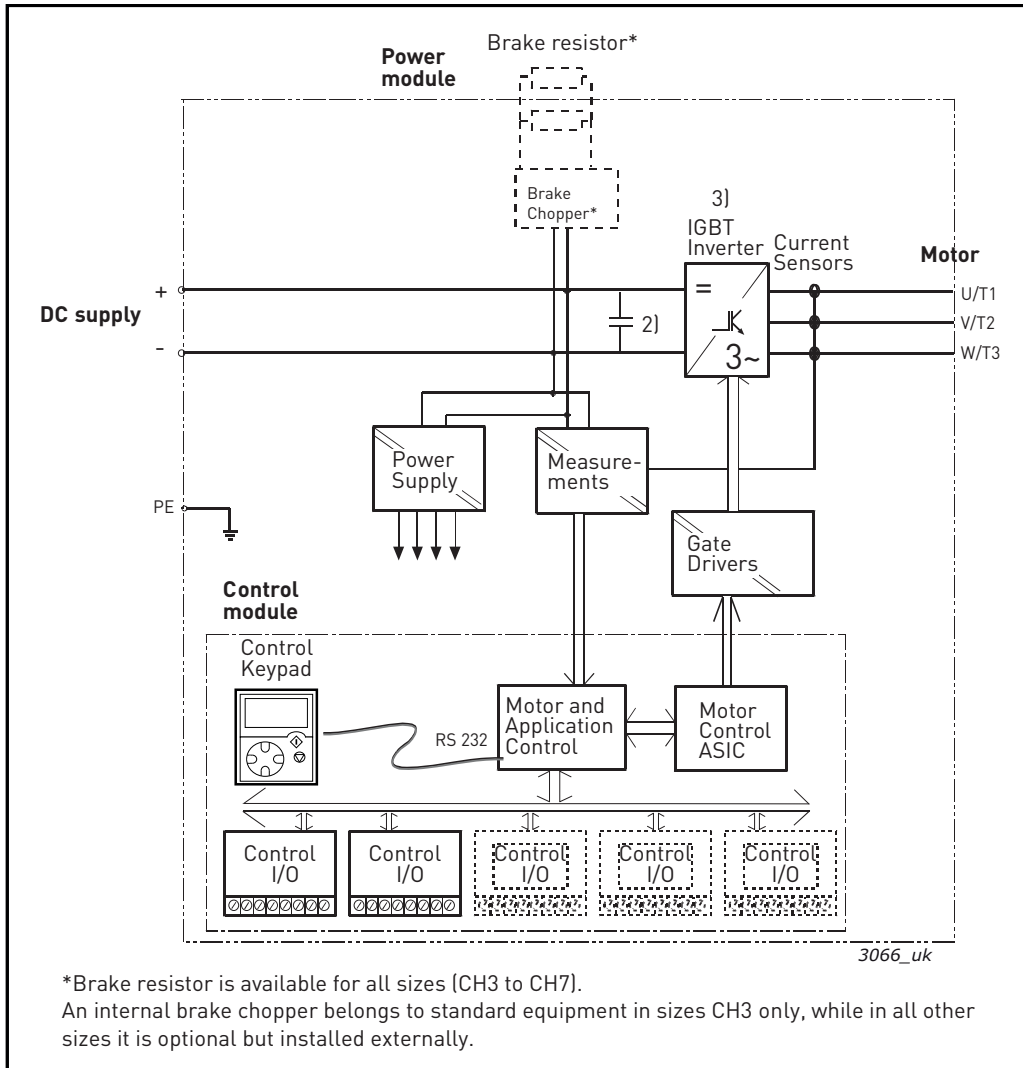 Brake resistor*
Power
module
Brake
Chopper*
3)
IGBT
Inverter
Current
Sensors
Motor
+
DC supply
-
=
3~
2)
U/T1
V/T2
W/T3
Power
Supply
Measure-
ments
PE
Gate
Drivers
Control
module
Control
Keypad
RS 232
Motor and
Application
Control
Motor
Control
ASIC
Control
I/O
Control
I/O
Control
I/O
Control
I/O
Control
I/O
3066_uk
*Brake resistor is available for all sizes (CH3 to CH7).
An internal brake chopper belongs to standard equipment in sizes CH3 only, while in all other
sizes it is optional but installed externally.